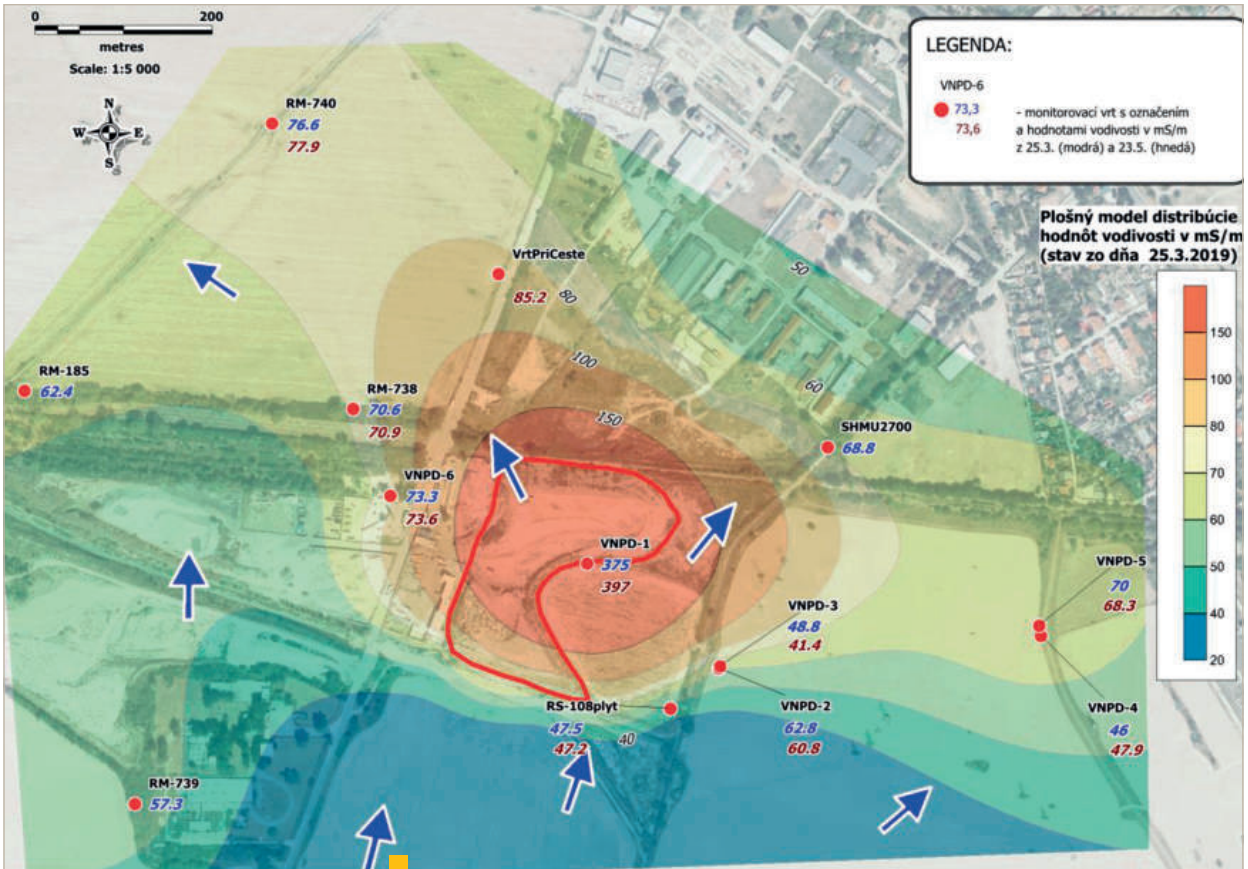 0 200
metres
Scale: 1:5 000
N
W E
S
LEGENDA:
VNPD-6
73,3
73,6
- monitorovací vrt s označením
a hodnotami vodivosti v mS/m
z 25.3. (modrá) a 23.5. (hnedá)
Plošný model distribúcie
hodnôt vodivosti v mS/m
(stav zo dňa 25.3.2019)
150
100
80
70
60
50
40
20
RM-740
76.6
77.9
VrtPriCeste
85.2
50
80
100
60
150
RM-185
62.4
RM-738
70.6
70.9
SHMU2700
68.8
VNPD-6
73.3
73.6
VNPD-1
375
397
VNPD-5
70
68.3
VNPD-3
48.8
41.4
RS-108plyt
47.5
47.2
40
VNPD-2
62.8
60.8
VNPD-4
46
47.9
RM-739
57.3